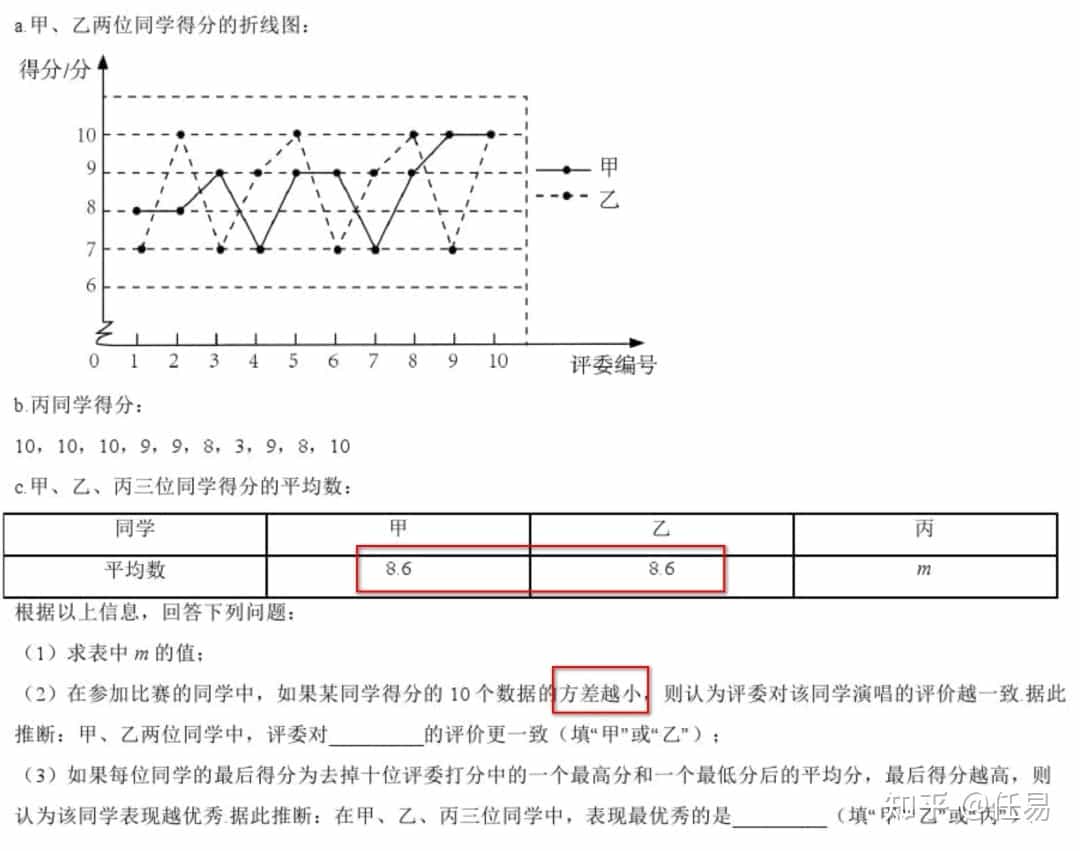 a.甲、乙两位同学得分的折线图：
得分/分
10
9
8
7
6
甲
乙
0 1 2 3 4 5 6 7 8 9 10
评委编号
b.丙同学得分：
10，10，10，9，9，8，3，9，8，10
c.甲、乙、丙三位同学得分的平均数：
同学 甲 乙 丙
平均数 8.6 8.6 m
根据以上信息，回答下列问题：
（1）求表中 m 的值；
（2）在参加比赛的同学中，如果某同学得分的 10 个数据的方差越小，则认为评委对该同学演唱的评价越一致.据此
推断：甲、乙两位同学中，评委对_________的评价更一致（填“甲”或“乙”）；
（3）如果每位同学的最后得分为去掉十位评委打分中的一个最高分和一个最低分后的平均分，最后得分越高，则
认为该同学表现越优秀.据此推断：在甲、乙、丙三位同学中，表现最优秀的是_________（填“甲”“乙”或“丙
知乎 @任易